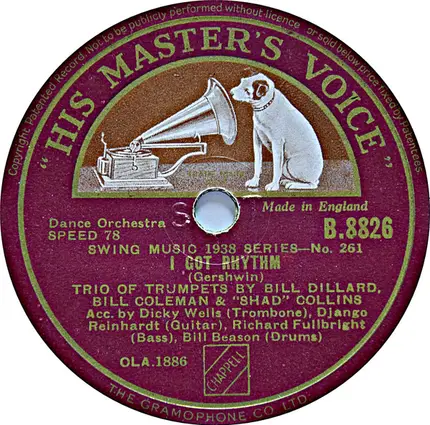 Copyright Patented Record. Not to be publicly performed without licence or sold below price fixed by Patentees.
"HIS MASTER'S VOICE"
Made in England
Dance Orchestra
SPEED 78
B.8826
SWING MUSIC 1938 SERIES—No. 261
I GOT RHYTHM
(Gershwin)
TRIO OF TRUMPETS BY BILL DILLARD,
BILL COLEMAN & "SHAD" COLLINS
Acc. by Dicky Wells (Trombone), Django
Reinhardt (Guitar), Richard Fullbright
(Bass), Bill Beason (Drums)
OLA.1886
CHAPPELL
THE GRAMOPHONE CO LTD.